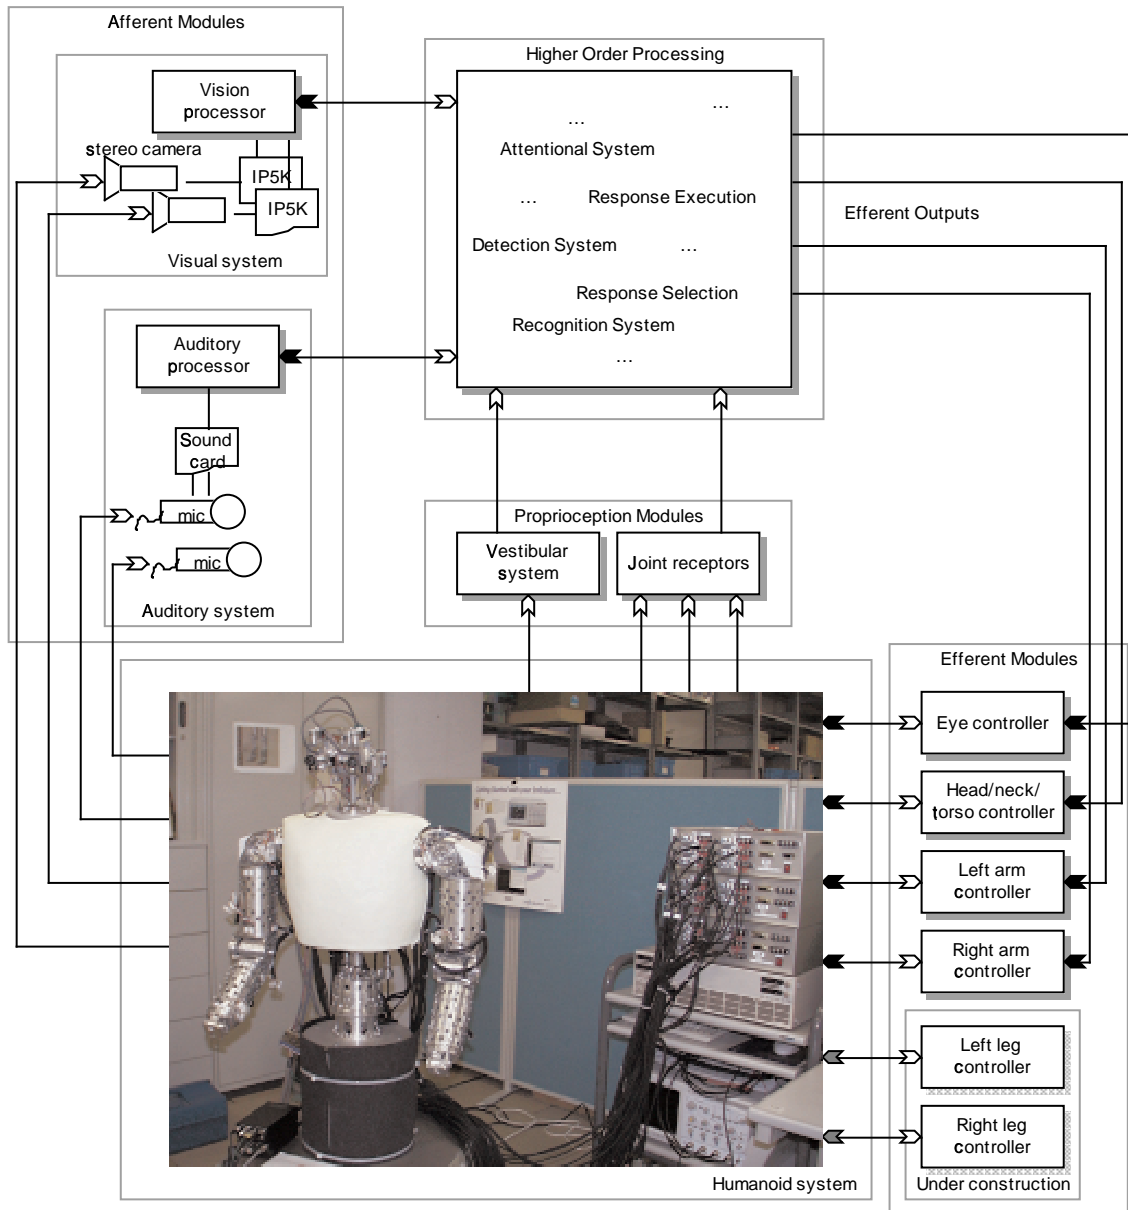 Afferent Modules
Vision
processor
stereo camera
IP5K
IP5K
Visual system
Auditory
processor
Sound
card
mic
mic
Auditory system
Higher Order Processing
...
...
Attentional System
... Response Execution
Detection System ...
Response Selection
Recognition System
...
Efferent Outputs
Proprioception Modules
Vestibular
system
Joint receptors
Efferent Modules
Eye controller
Head/neck/
torso controller
Left arm
controller
Right arm
controller
Left leg
controller
Right leg
controller
Under construction
Humanoid system